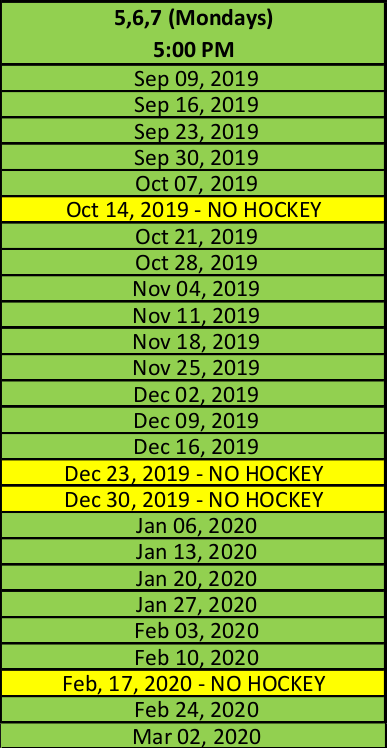 5,6,7 (Mondays)
5:00 PM
Sep 09, 2019
Sep 16, 2019
Sep 23, 2019
Sep 30, 2019
Oct 07, 2019
Oct 14, 2019 - NO HOCKEY
Oct 21, 2019
Oct 28, 2019
Nov 04, 2019
Nov 11, 2019
Nov 18, 2019
Nov 25, 2019
Dec 02, 2019
Dec 09, 2019
Dec 16, 2019
Dec 23, 2019 - NO HOCKEY
Dec 30, 2019 - NO HOCKEY
Jan 06, 2020
Jan 13, 2020
Jan 20, 2020
Jan 27, 2020
Feb 03, 2020
Feb 10, 2020
Feb, 17, 2020 - NO HOCKEY
Feb 24, 2020
Mar 02, 2020